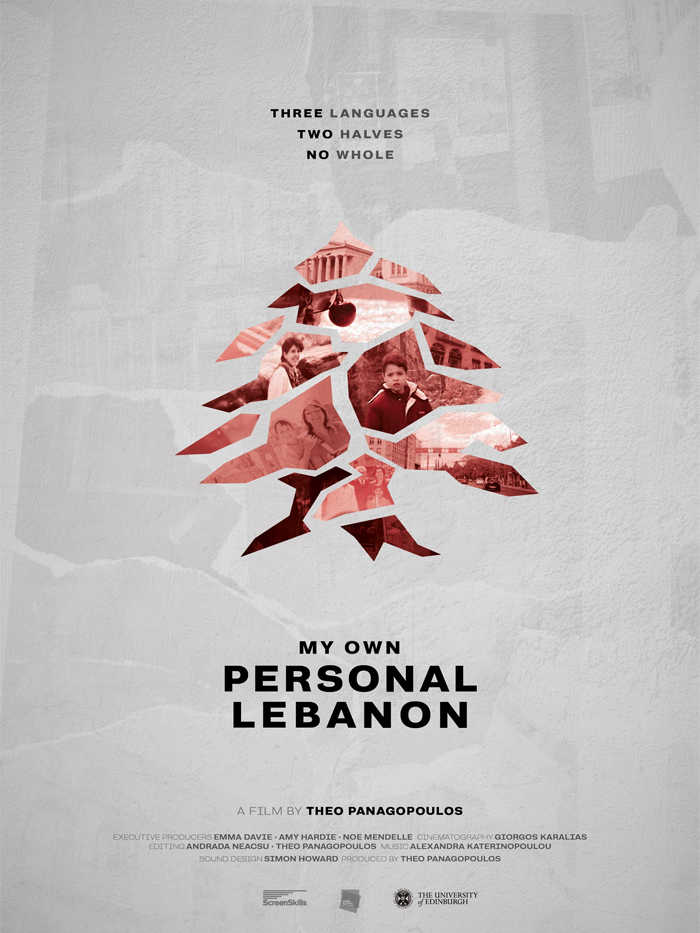 THREE LANGUAGES
TWO HALVES
NO WHOLE
MY OWN
PERSONAL
LEBANON
A FILM BY THEO PANAGOPOULOS
EXECUTIVE PRODUCERS EMMA DAVIE • AMY HARDIE • NOE MENDELLE CINEMATOGRAPHY GIORGOS KARALIAS
EDITING ANDRADA NEACSU • THEO PANAGOPOULOS MUSIC ALEXANDRA KATERINOPOULOU
SOUND DESIGN SIMON HOWARD PRODUCED BY THEO PANAGOPOULOS
ScreenSkills
THE UNIVERSITY
of EDINBURGH